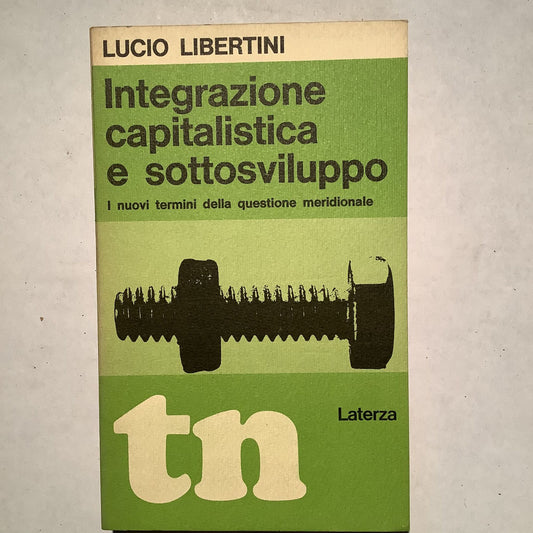 LUCIO LIBERTINI
Integrazione
capitalistica
e sottosviluppo
I nuovi termini della questione meridionale
Laterza
tn